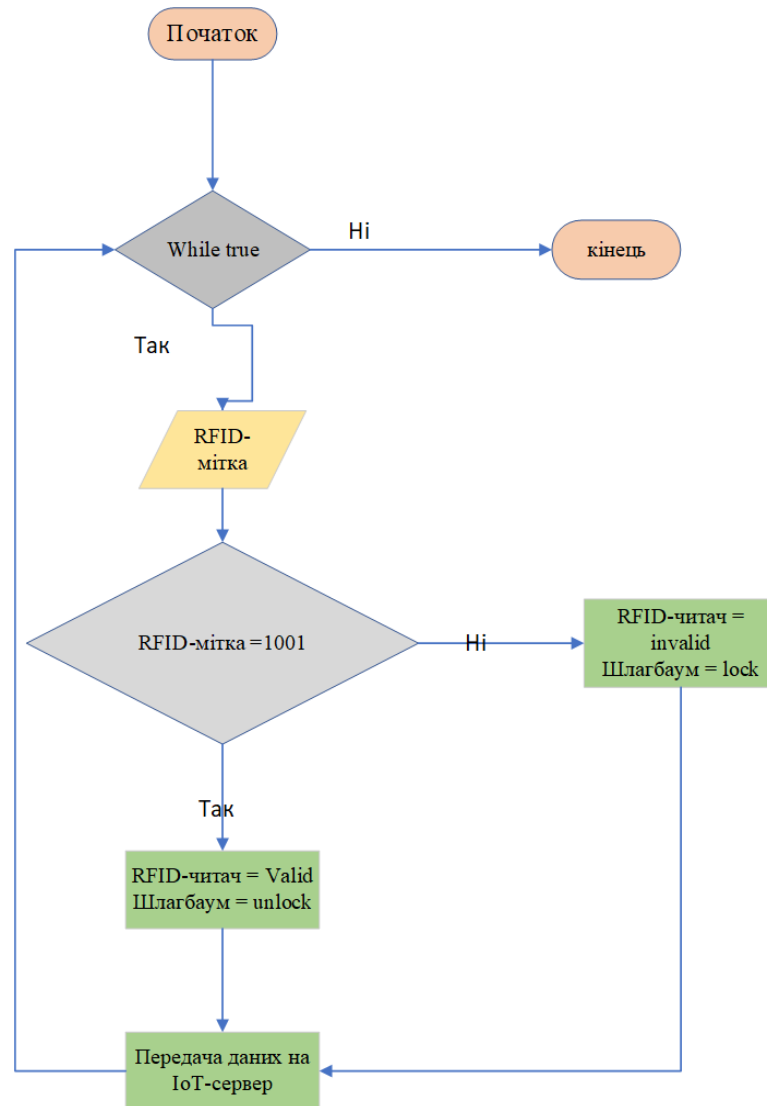 Початок
While true
Ні
кінець
Так
RFID-
мітка
RFID-мітка =1001
Ні
RFID-читач =
invalid
Шлагбаум = lock
Так
RFID-читач = Valid
Шлагбаум = unlock
Передача даних на
IoT-сервер